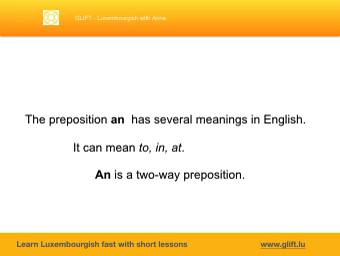 GLIFT - Luxembourgish with Anne
The preposition an has several meanings in English.
It can mean to, in, at.
An is a two-way preposition.
Learn Luxembourgish fast with short lessons
www.glift.lu